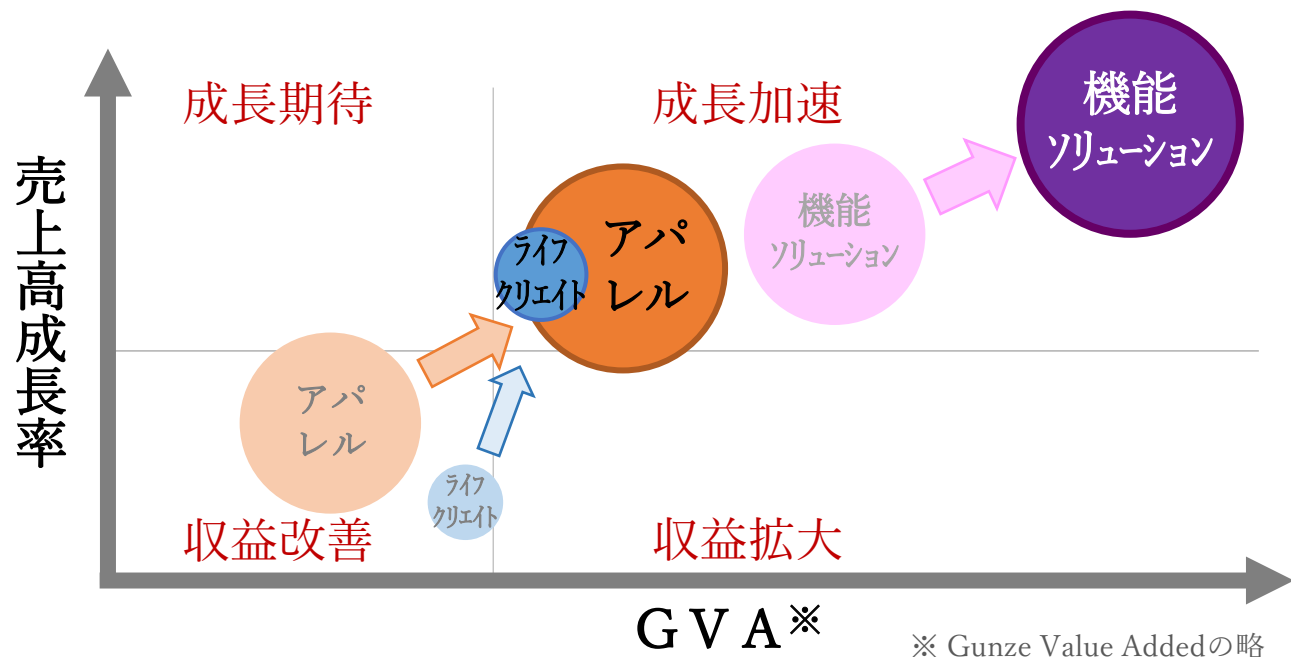 成長期待
成長加速
機能
ソリューション
売上高成長率
機能
ソリューション
アパ
レル
ライフ
クリエイト
アパ
レル
ライフ
クリエイト
収益改善
収益拡大
GVA※
※ Gunze Value Addedの略